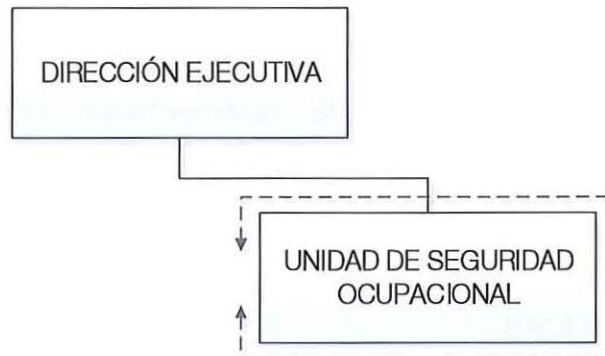 DIRECCIÓN EJECUTIVA
UNIDAD DE SEGURIDAD
OCUPACIONAL